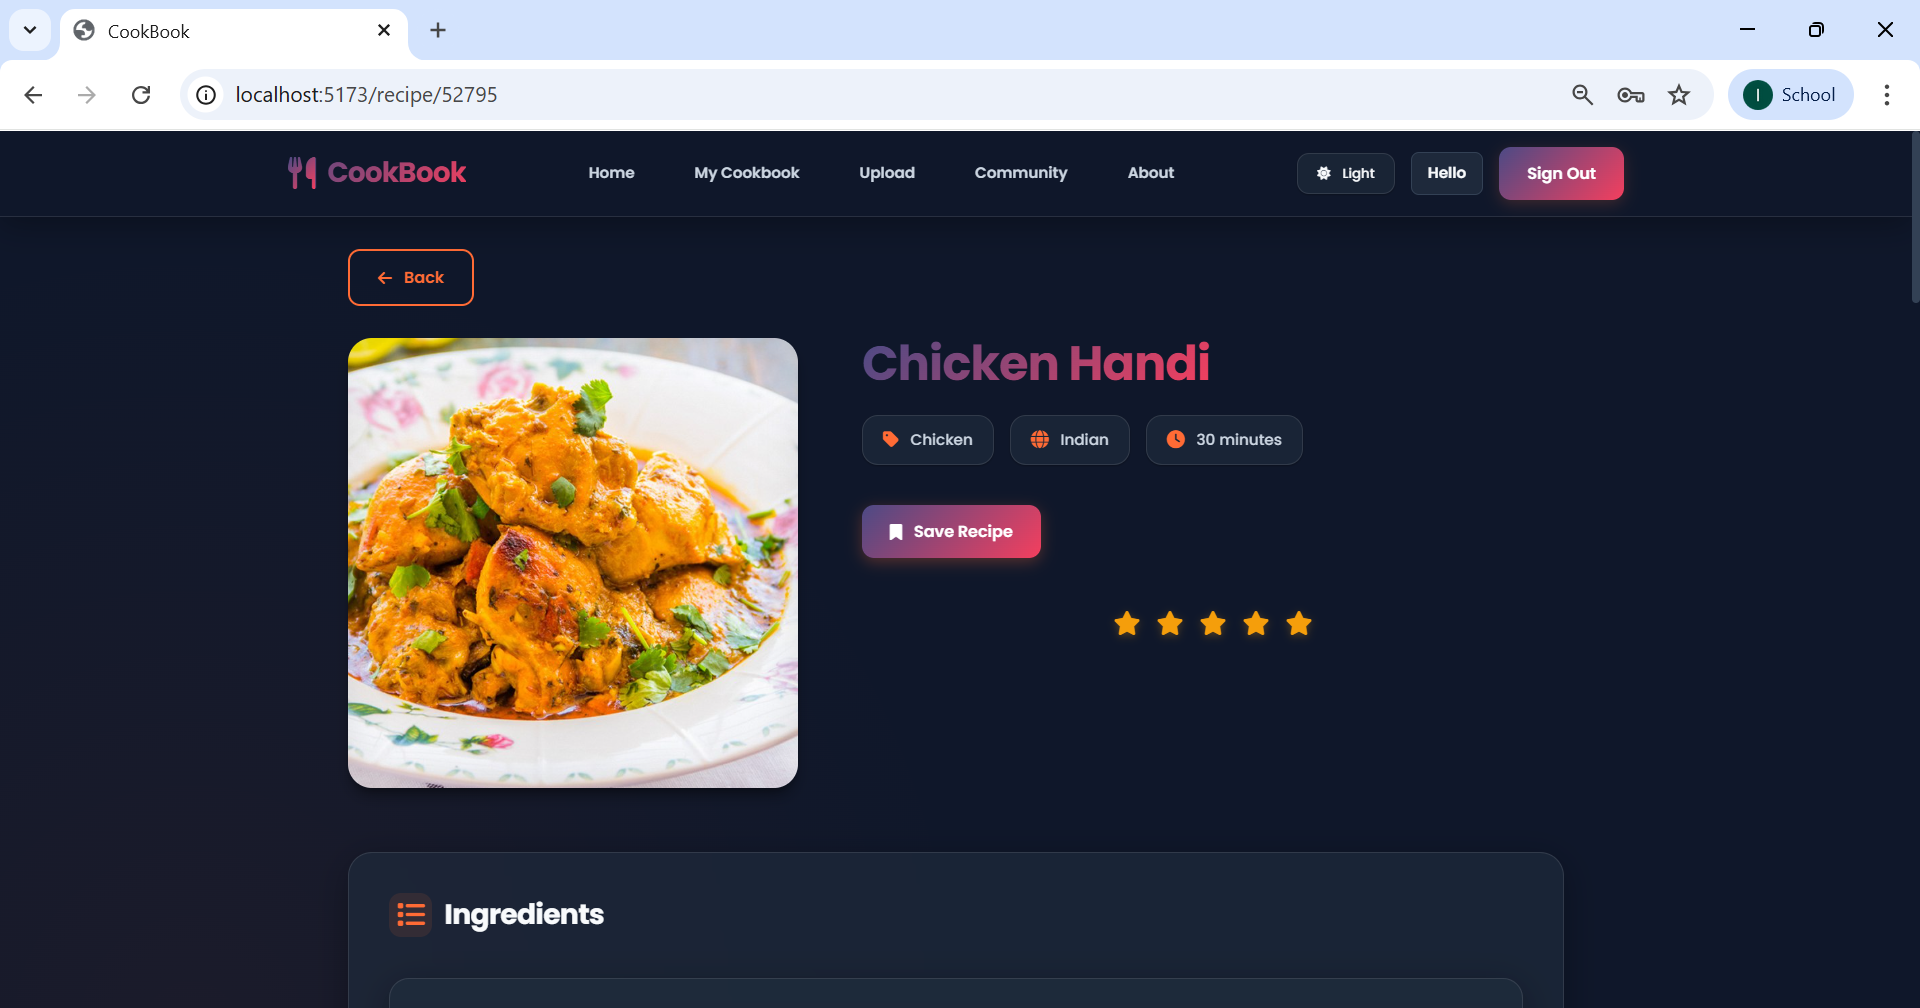 CookBook
localhost:5173/recipe/52795
School
CookBook
Home
My Cookbook
Upload
Community
About
Light
Hello
Sign Out
Back
Chicken Handi
Chicken
Indian
30 minutes
Save Recipe
Ingredients